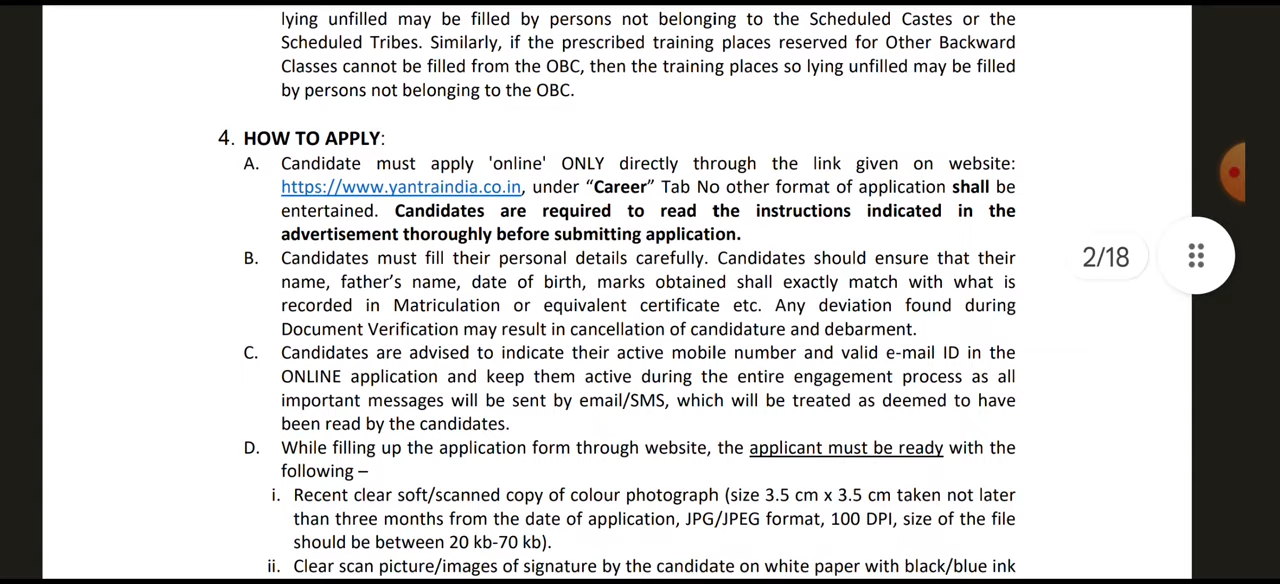 lying unfilled may be filled by persons not belonging to the Scheduled Castes or the
Scheduled Tribes. Similarly, if the prescribed training places reserved for Other Backward
Classes cannot be filled from the OBC, then the training places so lying unfilled may be filled
by persons not belonging to the OBC.
4. HOW TO APPLY:
A. Candidate must apply 'online' ONLY directly through the link given on website:
https://www.yantraindia.co.in, under “Career” Tab No other format of application shall be
entertained. Candidates are required to read the instructions indicated in the
advertisement thoroughly before submitting application.
B. Candidates must fill their personal details carefully. Candidates should ensure that their
name, father’s name, date of birth, marks obtained shall exactly match with what is
recorded in Matriculation or equivalent certificate etc. Any deviation found during
Document Verification may result in cancellation of candidature and debarment.
C. Candidates are advised to indicate their active mobile number and valid e-mail ID in the
ONLINE application and keep them active during the entire engagement process as all
important messages will be sent by email/SMS, which will be treated as deemed to have
been read by the candidates.
D. While filling up the application form through website, the applicant must be ready with the
following –
i. Recent clear soft/scanned copy of colour photograph (size 3.5 cm x 3.5 cm taken not later
than three months from the date of application, JPG/JPEG format, 100 DPI, size of the file
should be between 20 kb-70 kb).
ii. Clear scan picture/images of signature by the candidate on white paper with black/blue ink
2/18